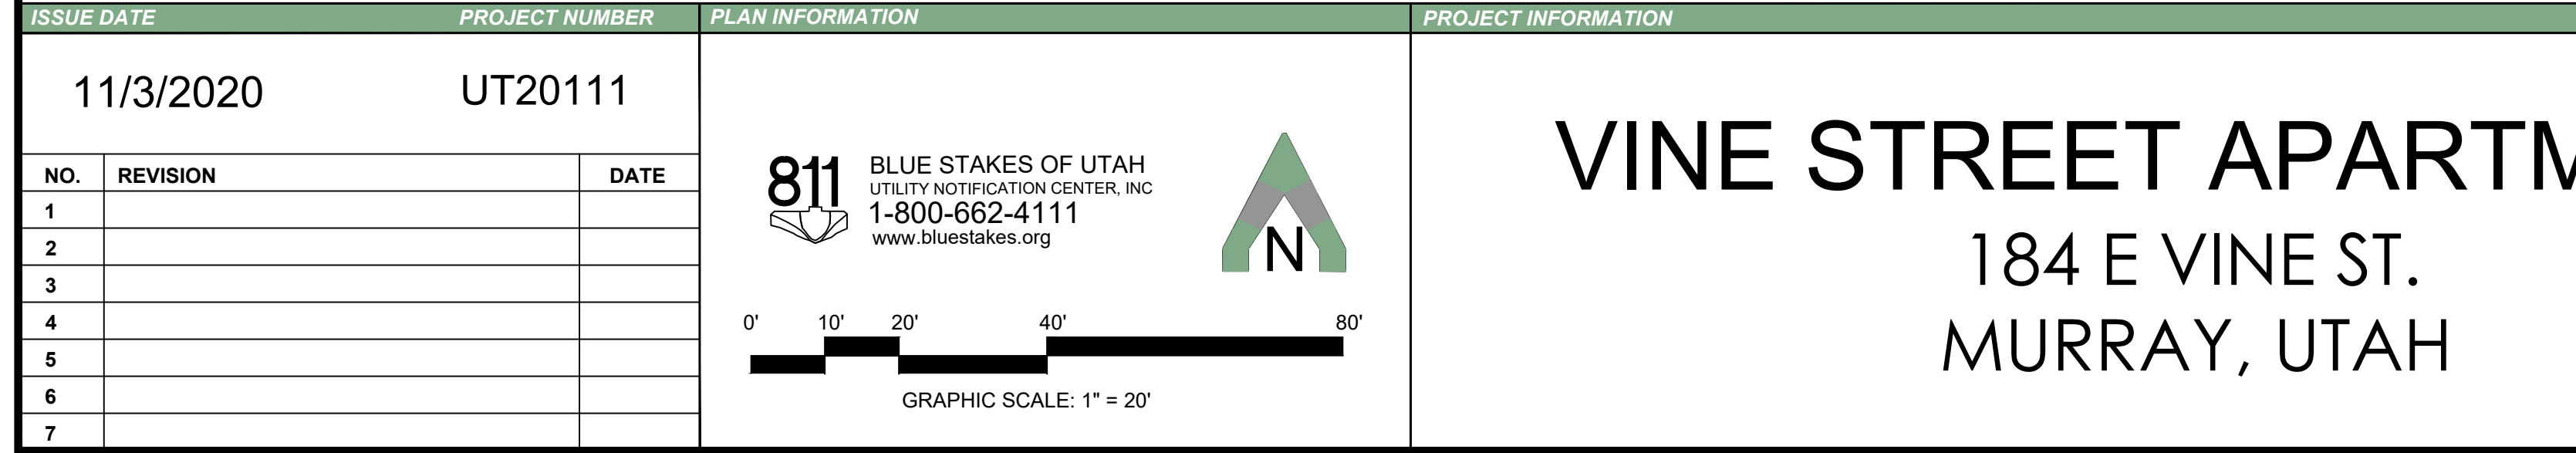 ISSUE DATE PROJECT NUMBER PLAN INFORMATION PROJECT INFORMATION
11/3/2020 UT20111
NO. REVISION DATE
1
2
3
4
5
6
7
811
BLUE STAKES OF UTAH
UTILITY NOTIFICATION CENTER, INC
1-800-662-4111
www.bluestakes.org
N
0' 10' 20' 40' 80'
GRAPHIC SCALE: 1" = 20'
VINE STREET
184 E VINE ST.
MURRAY, UTAH